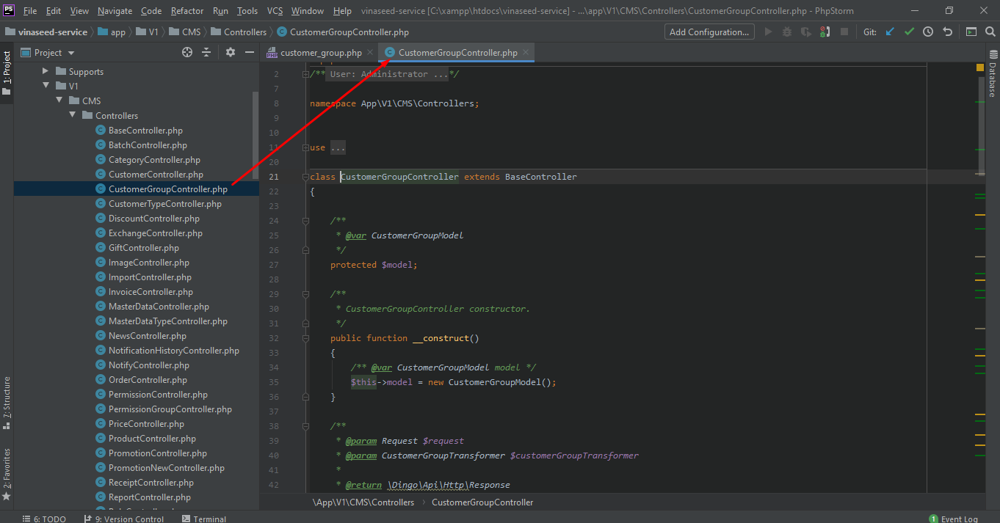 PS File Edit View Navigate Code Refactor Run Tools VCS Window Help vinaseed-service [C:\xampp\htdocs\vinaseed-service] - ...\app\V1\CMS\Controllers\CustomerGroupController.php - PhpStorm
vinaseed-service app V1 CMS Controllers CustomerGroupController.php Add Configuration... Git:
1: Project
7: Structure
2: Favorites
Project
Supports
V1
CMS
Controllers
BaseController.php
BatchController.php
CategoryController.php
CustomerController.php
CustomerGroupController.php
CustomerTypeController.php
DiscountController.php
ExchangeController.php
GiftController.php
ImageController.php
ImportController.php
InvoiceController.php
MasterDataController.php
MasterDataTypeController.php
NewsController.php
NotificationHistoryController.php
NotifyController.php
OrderController.php
PermissionController.php
PermissionGroupController.php
PriceController.php
ProductController.php
PromotionController.php
PromotionNewController.php
ReceiptController.php
ReportController.php
customer_group.php CustomerGroupController.php
2 /** User: Administrator ...*/
7
8 namespace App\V1\CMS\Controllers;
9
10
11 use ...
20
21 class CustomerGroupController extends BaseController
22 {
23
24 /**
25 * @var CustomerGroupModel
26 */
27 protected $model;
28
29 /**
30 * CustomerGroupController constructor.
31 */
32 public function __construct()
33 {
34 /** @var CustomerGroupModel model */
35 $this->model = new CustomerGroupModel();
36 }
37
38 /**
39 * @param Request $request
40 * @param CustomerGroupTransformer $customerGroupTransformer
41 *
42 * @return \Dingo\Api\Http\Response
\App\V1\CMS\Controllers CustomerGroupController
Database
6: TODO 9: Version Control Terminal 1 Event Log